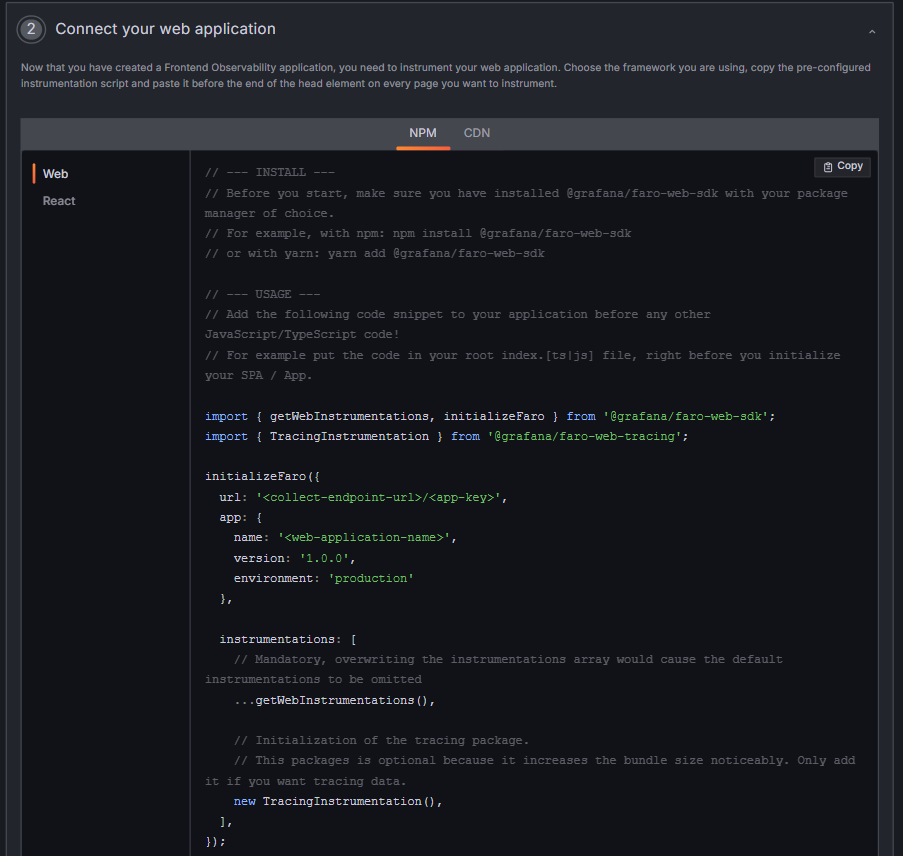 2 Connect your web application
Now that you have created a Frontend Observability application, you need to instrument your web application. Choose the framework you are using, copy the pre-configured
instrumentation script and paste it before the end of the head element on every page you want to instrument.
NPM CDN
Web
React
Copy
// --- INSTALL ---
// Before you start, make sure you have installed @grafana/faro-web-sdk with your package
manager of choice.
// For example, with npm: npm install @grafana/faro-web-sdk
// or with yarn: yarn add @grafana/faro-web-sdk
// --- USAGE ---
// Add the following code snippet to your application before any other
JavaScript/TypeScript code!
// For example put the code in your root index.[ts|js] file, right before you initialize
your SPA / App.
import { getWebInstrumentations, initializeFaro } from '@grafana/faro-web-sdk';
import { TracingInstrumentation } from '@grafana/faro-web-tracing';
initializeFaro({
  url: '<collect-endpoint-url>/<app-key>',
  app: {
    name: '<web-application-name>',
    version: '1.0.0',
    environment: 'production'
  },
  instrumentations: [
    // Mandatory, overwriting the instrumentations array would cause the default
instrumentations to be omitted
    ...getWebInstrumentations(),
    // Initialization of the tracing package.
    // This packages is optional because it increases the bundle size noticeably. Only add
it if you want tracing data.
    new TracingInstrumentation(),
  ],
});